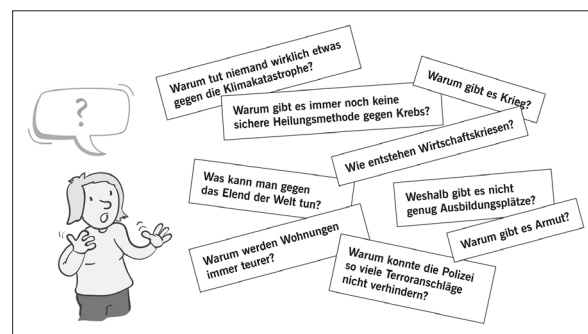 ?
Warum tut niemand wirklich etwas
gegen die Klimakatastrophe?
Warum gibt es immer noch keine
sichere Heilungsmethode gegen Krebs?
Warum gibt es Krieg?
Wie entstehen Wirtschaftskriesen?
Was kann man gegen
das Elend der Welt tun?
Weshalb gibt es nicht
genug Ausbildungsplätze?
Warum werden Wohnungen
immer teurer?
Warum gibt es Armut?
Warum konnte die Polizei
so viele Terroranschläge
nicht verhindern?